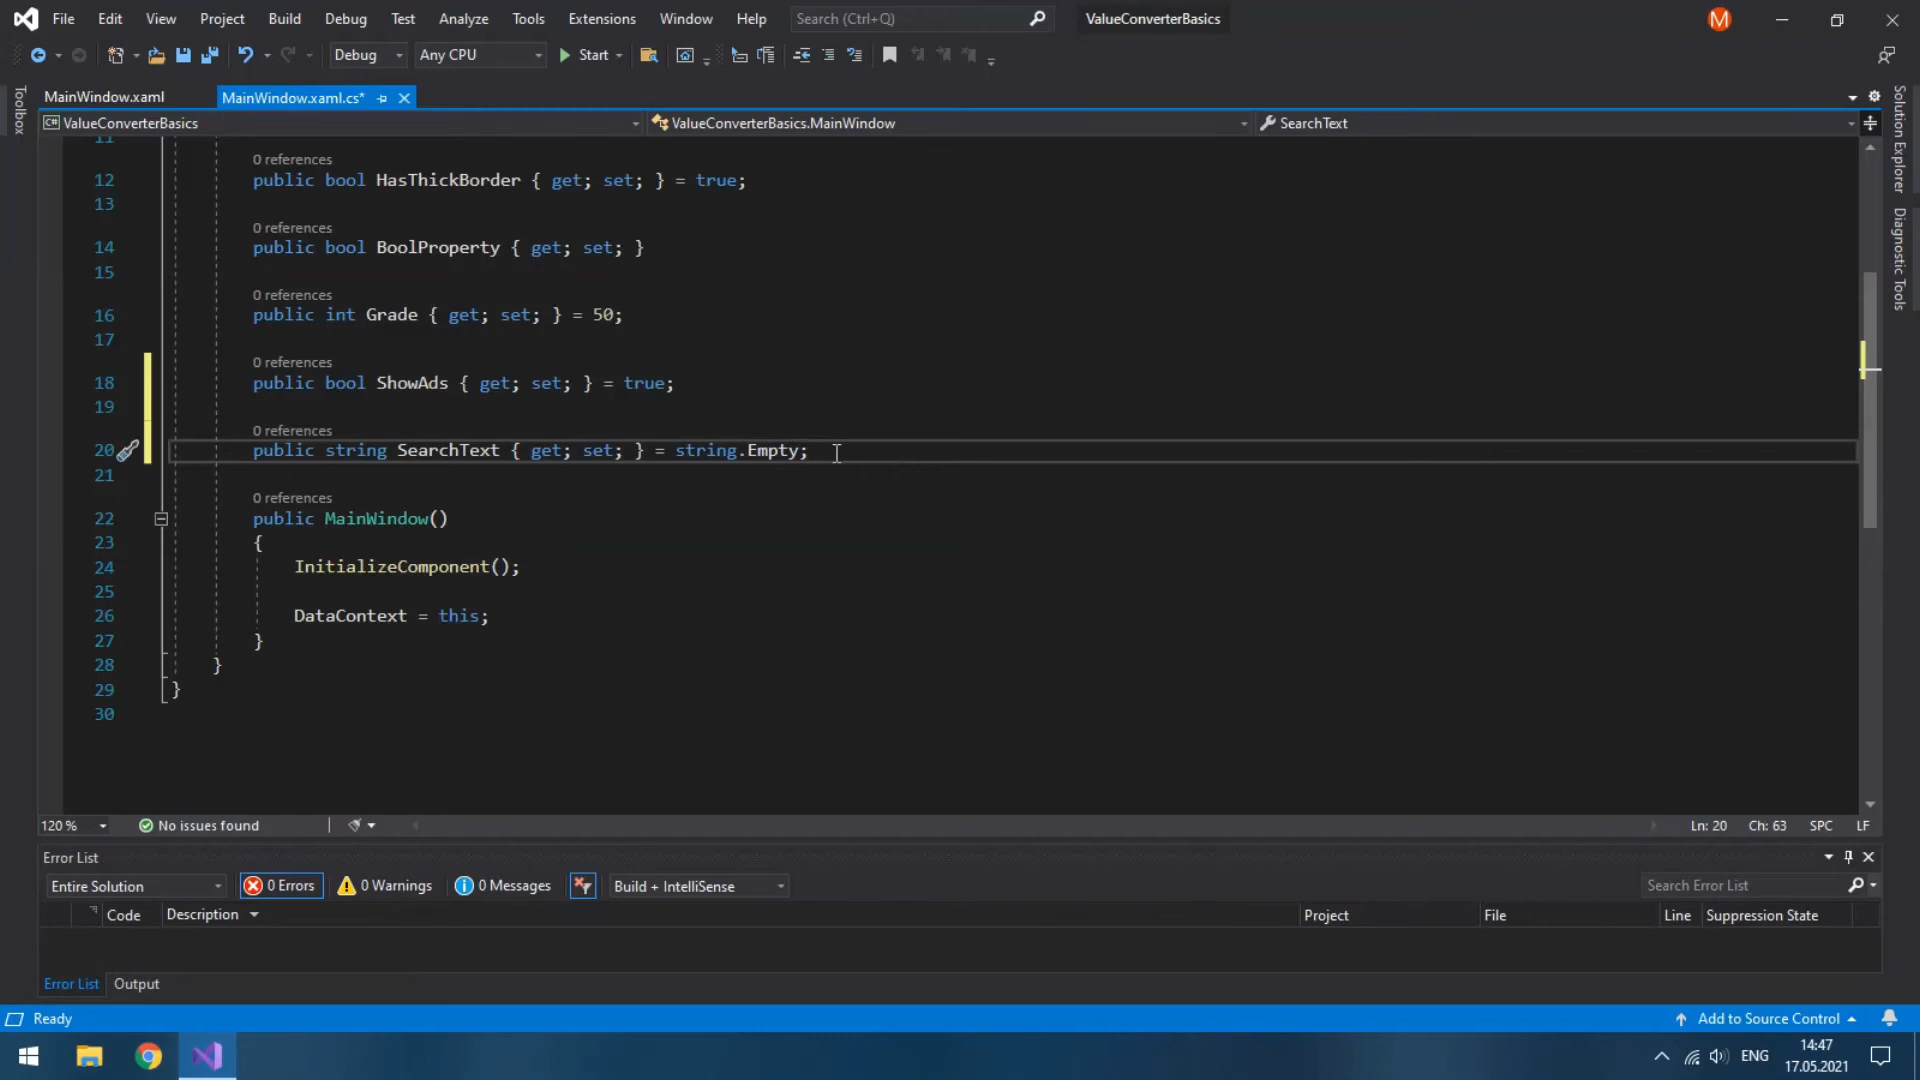 File Edit View Project Build Debug Test Analyze Tools Extensions Window Help Search (Ctrl+Q) ValueConverterBasics M
Debug Any CPU Start
MainWindow.xaml MainWindow.xaml.cs*
C# ValueConverterBasics ValueConverterBasics.MainWindow SearchText
Toolbox
Solution Explorer
Diagnostic Tools
11
0 references
12 public bool HasThickBorder { get; set; } = true;
13
0 references
14 public bool BoolProperty { get; set; }
15
0 references
16 public int Grade { get; set; } = 50;
17
0 references
18 public bool ShowAds { get; set; } = true;
19
0 references
20 public string SearchText { get; set; } = string.Empty;
21
0 references
22 public MainWindow()
23 {
24 InitializeComponent();
25
26 DataContext = this;
27 }
28 }
29 }
30
120 % No issues found Ln: 20 Ch: 63 SPC LF
Error List
Entire Solution 0 Errors 0 Warnings 0 Messages Build + IntelliSense Search Error List
Code Description Project File Line Suppression State
Error List Output
Ready Add to Source Control
ENG 14:47
17.05.2021